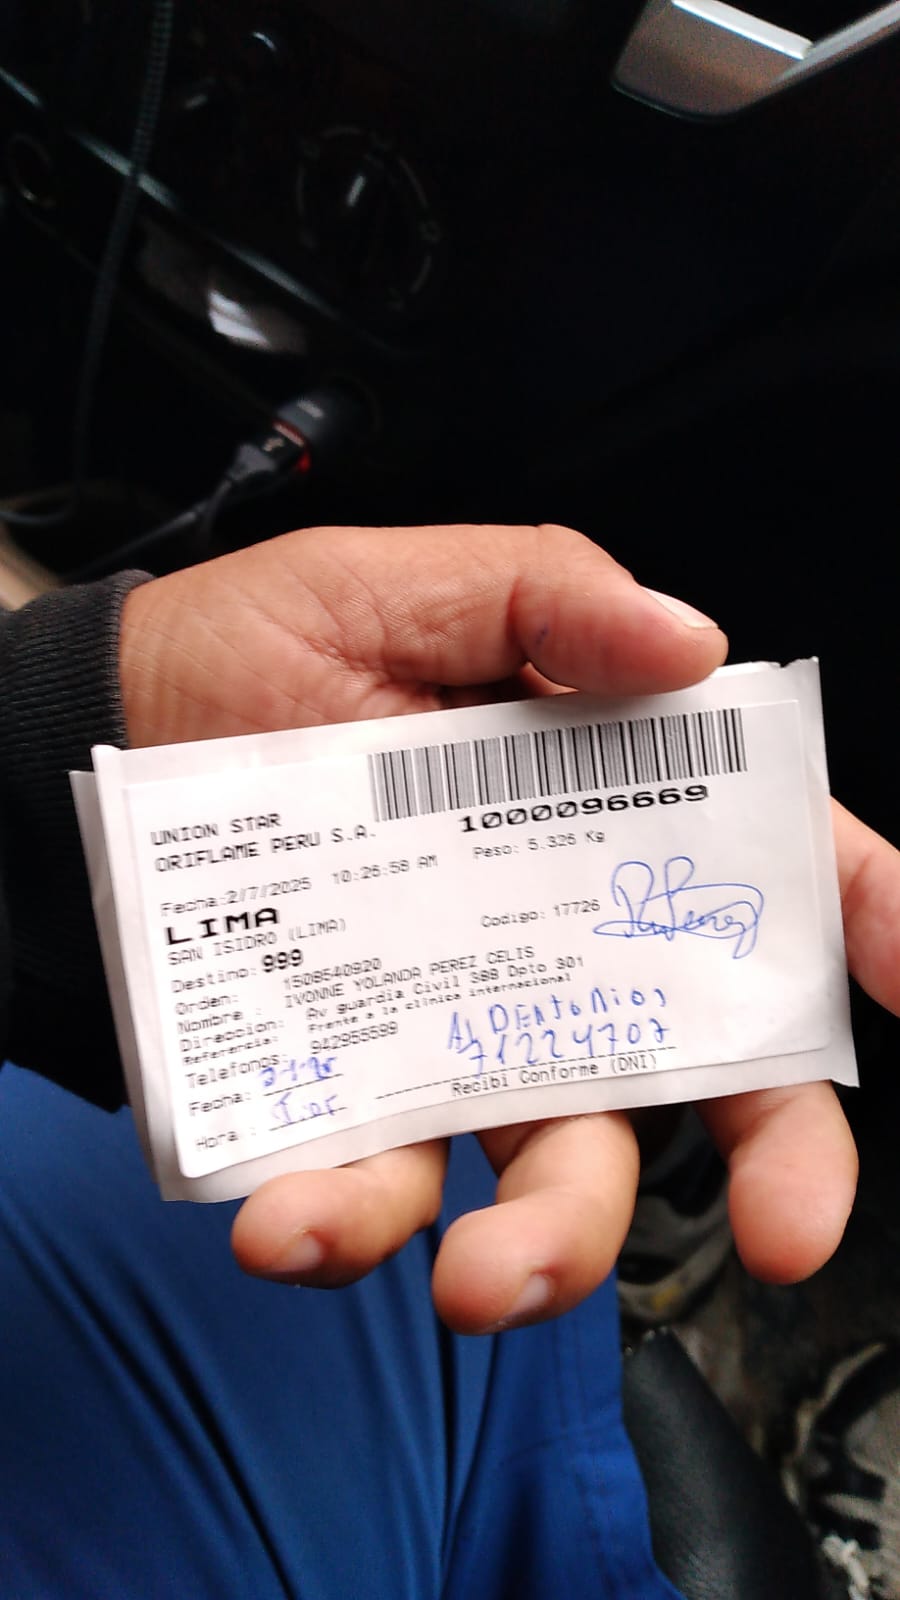 UNION STAR
ORIFLAME PERU S.A.
1000096669
Fecha:2/7/2025 10:26:58 AM Peso: 5.326 Kg
LIMA
SAN ISIDRO (LIMA) Codigo: 17726
Destino: 999
Orden: 1508540920
Nombre : IVONNE YOLANDA PEREZ CELIS
Direccion: Av guardia Civil 388 Dpto 301
Referencia: Frente a la clinica internacional
Telefonos: 942955599
Fecha:
Hora :
71224707
Recibi Conforme (DNI)